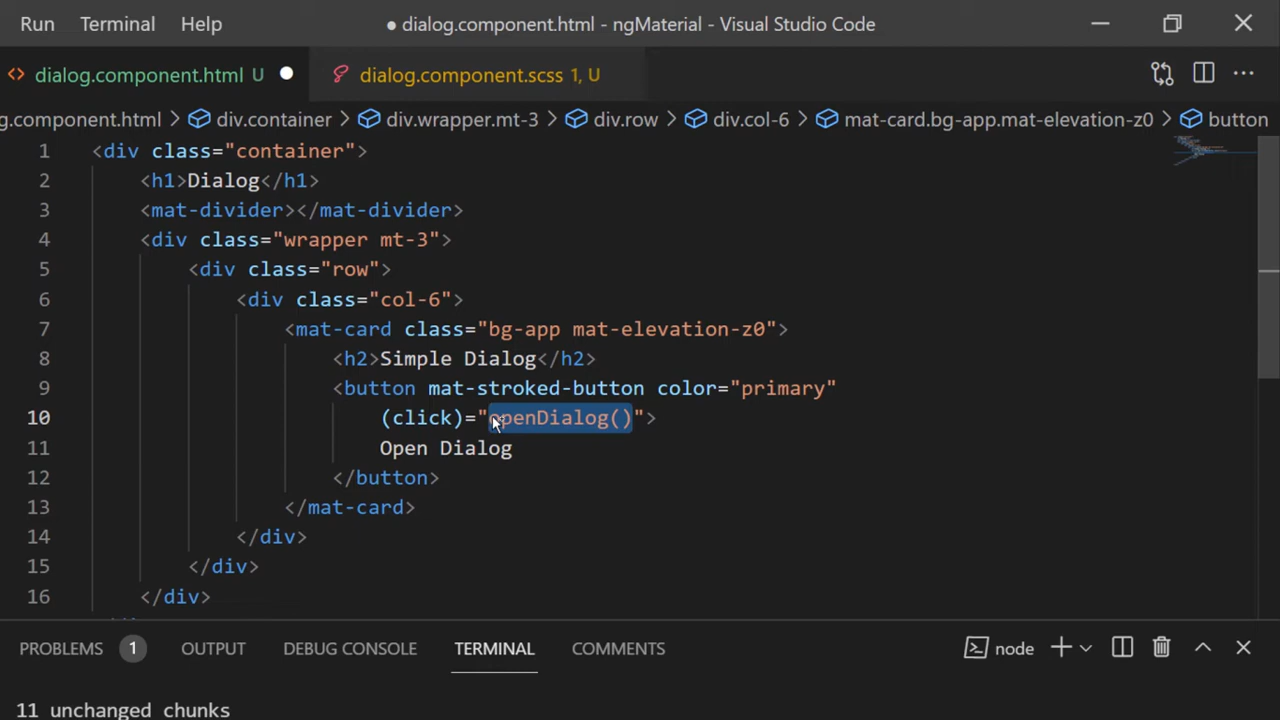 Run Terminal Help ● dialog.component.html - ngMaterial - Visual Studio Code
dialog.component.html U dialog.component.scss 1, U
g.component.html > div.container > div.wrapper.mt-3 > div.row > div.col-6 > mat-card.bg-app.mat-elevation-z0 > button
1 <div class="container">
2 <h1>Dialog</h1>
3 <mat-divider></mat-divider>
4 <div class="wrapper mt-3">
5 <div class="row">
6 <div class="col-6">
7 <mat-card class="bg-app mat-elevation-z0">
8 <h2>Simple Dialog</h2>
9 <button mat-stroked-button color="primary"
10 (click)="openDialog()">
11 Open Dialog
12 </button>
13 </mat-card>
14 </div>
15 </div>
16 </div>
PROBLEMS 1 OUTPUT DEBUG CONSOLE TERMINAL COMMENTS node
11 unchanged chunks